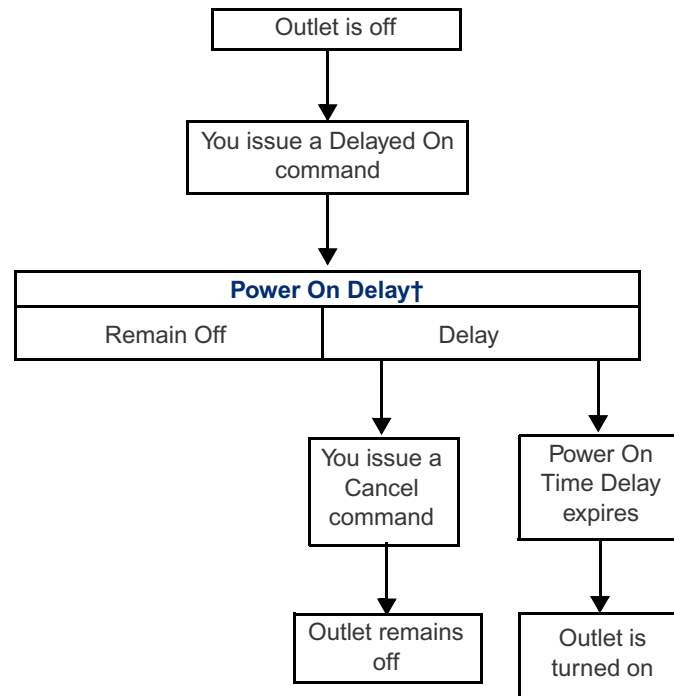 Outlet is off
You issue a Delayed On
command
Power On Delay†
Remain Off
Delay
You issue a
Cancel
command
Power On
Time Delay
expires
Outlet remains
off
Outlet is
turned on